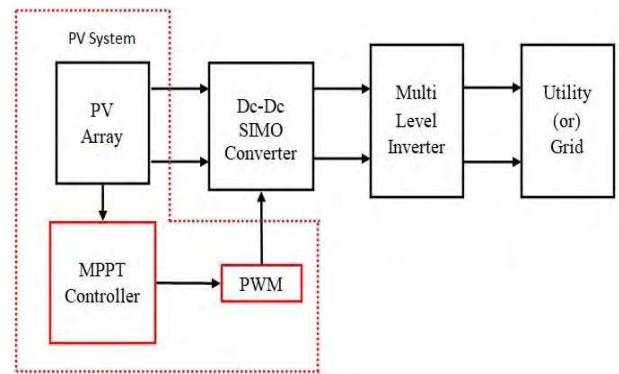 PV System
PV
Array
Dc-Dc
SIMO
Converter
Multi
Level
Inverter
Utility
(or)
Grid
MPPT
Controller
PWM